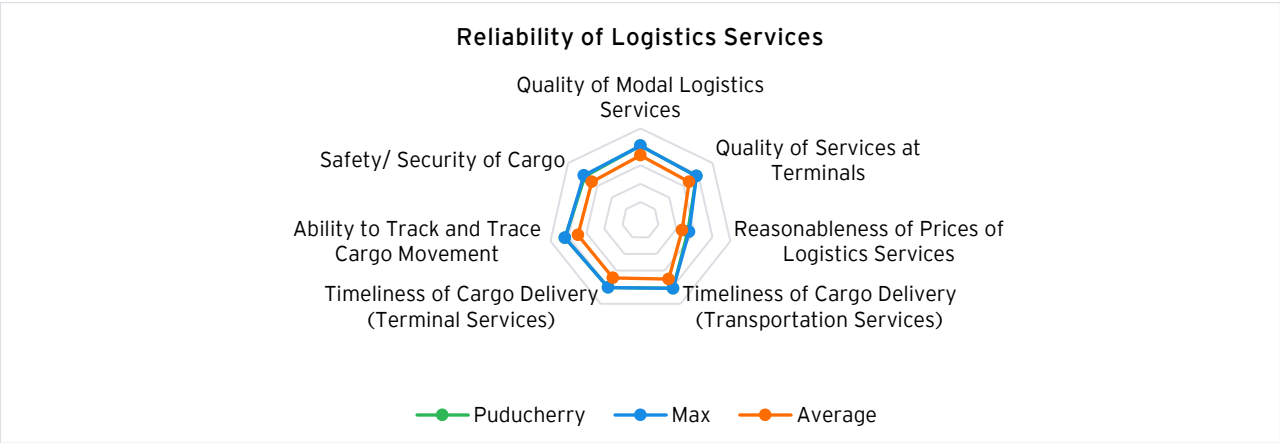 Reliability of Logistics Services
Quality of Modal Logistics
Services
Quality of Services at
Terminals
Safety/ Security of Cargo
Reasonableness of Prices of
Logistics Services
Ability to Track and Trace
Cargo Movement
Timeliness of Cargo Delivery
(Transportation Services)
Timeliness of Cargo Delivery
(Terminal Services)
Puducherry
Max
Average